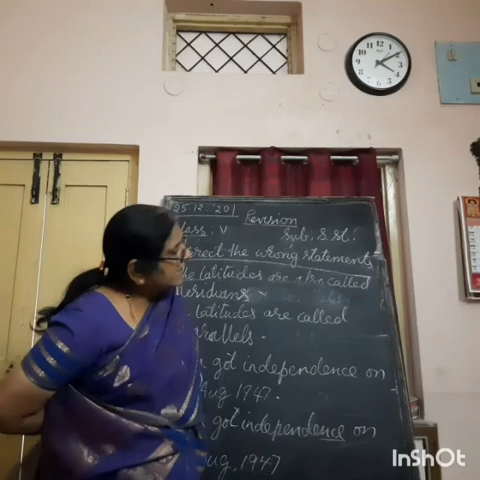 25.12.'20
Revision
Class: V Sub: S.St.
Correct the wrong statements
The latitudes are also called
Meridians
latitudes are called
Parallels.
got independence on
Aug 1947.
got independence on
Aug, 1947
InShOt